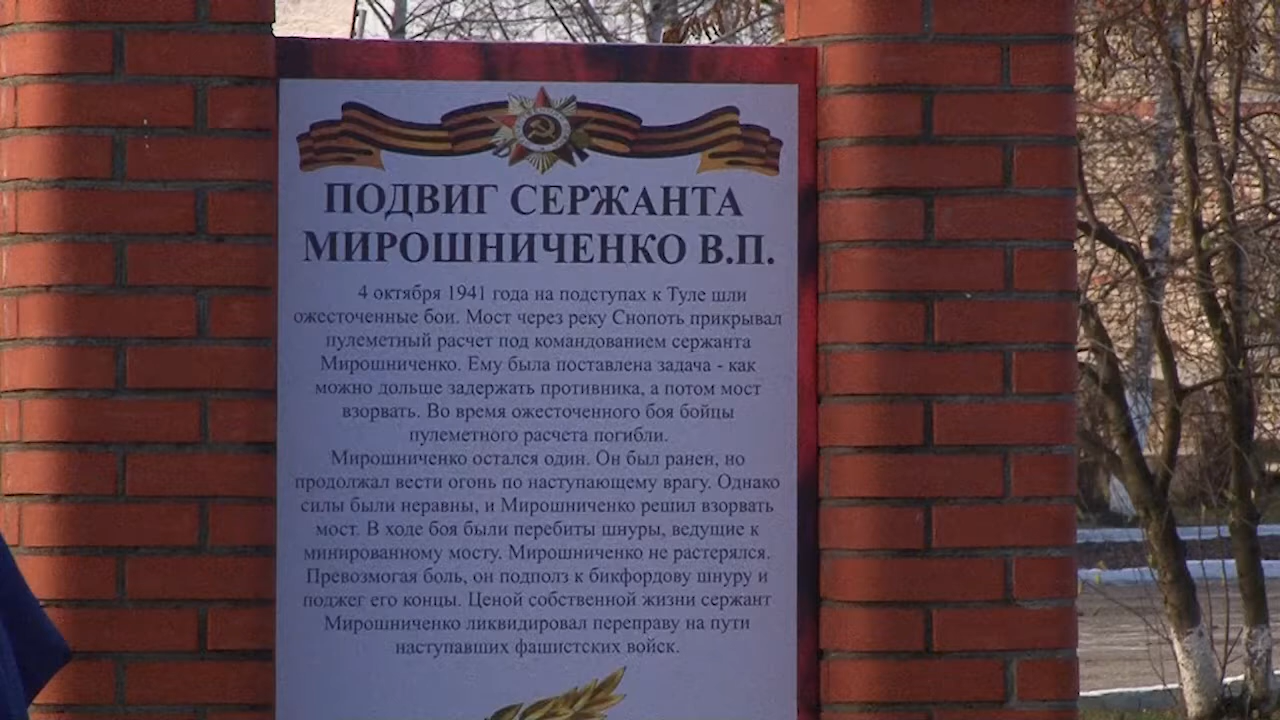 ПОДВИГ СЕРЖАНТА
МИРОШНИЧЕНКО В.П.
4 октября 1941 года на подступах к Туле шли
ожесточенные бои. Мост через реку Снопоть прикрывал
пулеметный расчет под командованием сержанта
Мирошниченко. Ему была поставлена задача - как
можно дольше задержать противника, а потом мост
взорвать. Во время ожесточенного боя бойцы
пулеметного расчета погибли.
Мирошниченко остался один. Он был ранен, но
продолжал вести огонь по наступающему врагу. Однако
силы были неравны, и Мирошниченко решил взорвать
мост. В ходе боя были перебиты шнуры, ведущие к
минированному мосту. Мирошниченко не растерялся.
Превозмогая боль, он подполз к бикфордову шнуру и
поджег его концы. Ценой собственной жизни сержант
Мирошниченко ликвидировал переправу на пути
наступавших фашистских войск.